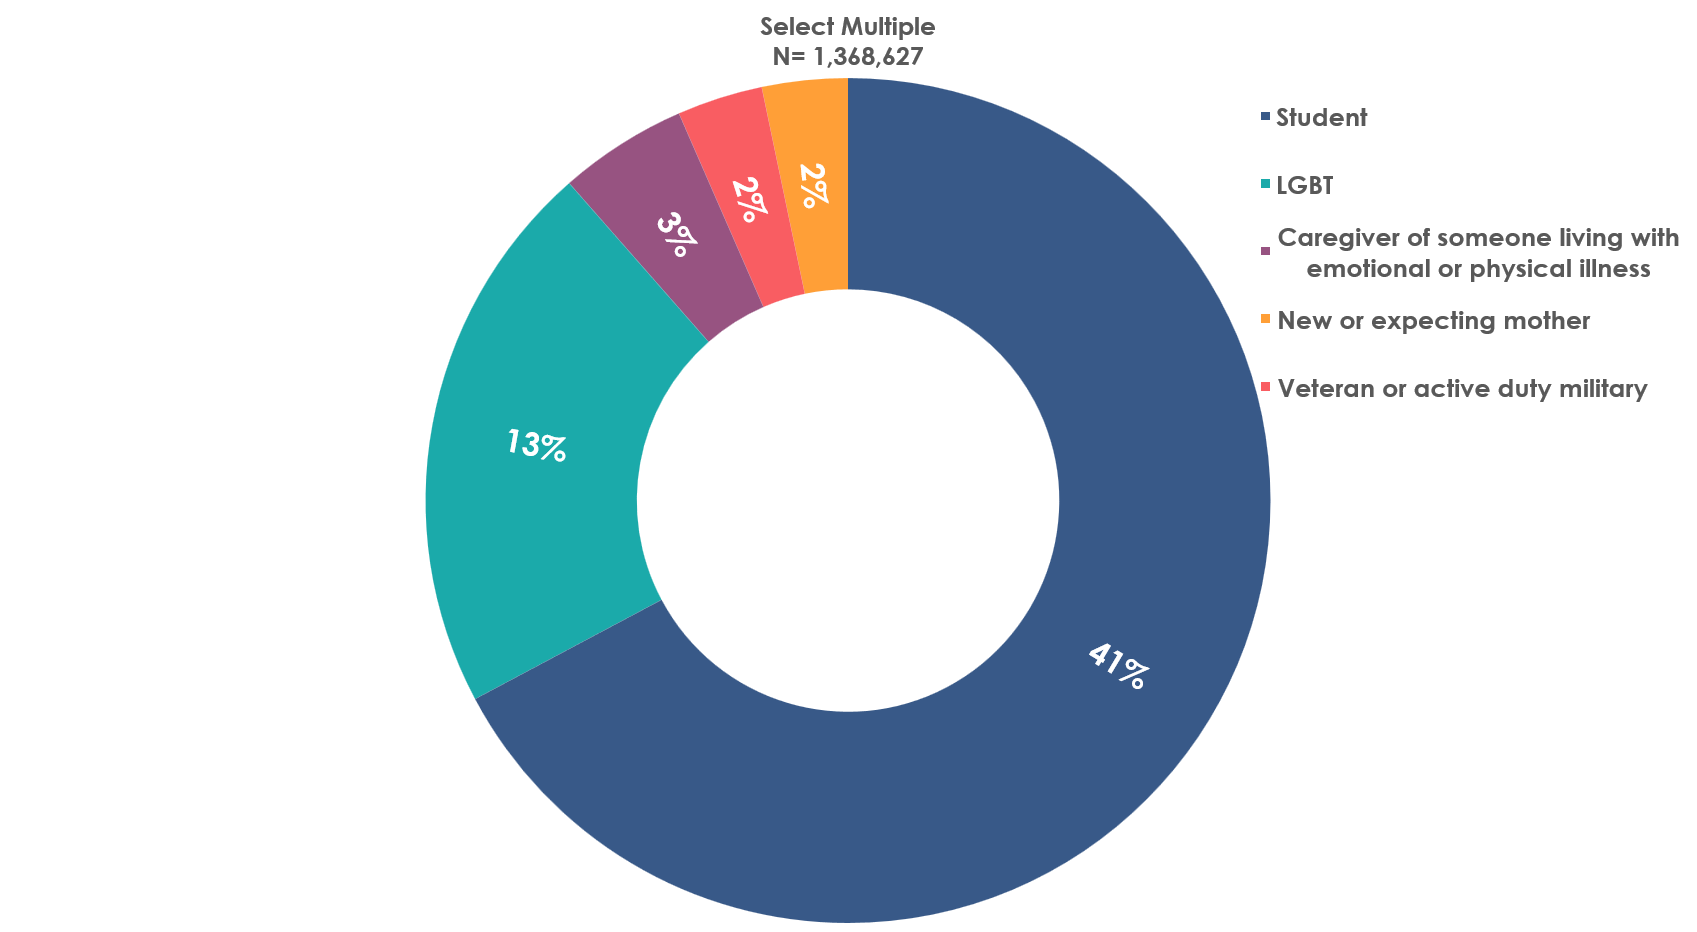 Select Multiple
N= 1,368,627
Student
LGBT
Caregiver of someone living with
emotional or physical illness
New or expecting mother
Veteran or active duty military
2%
2%
3%
13%
41%